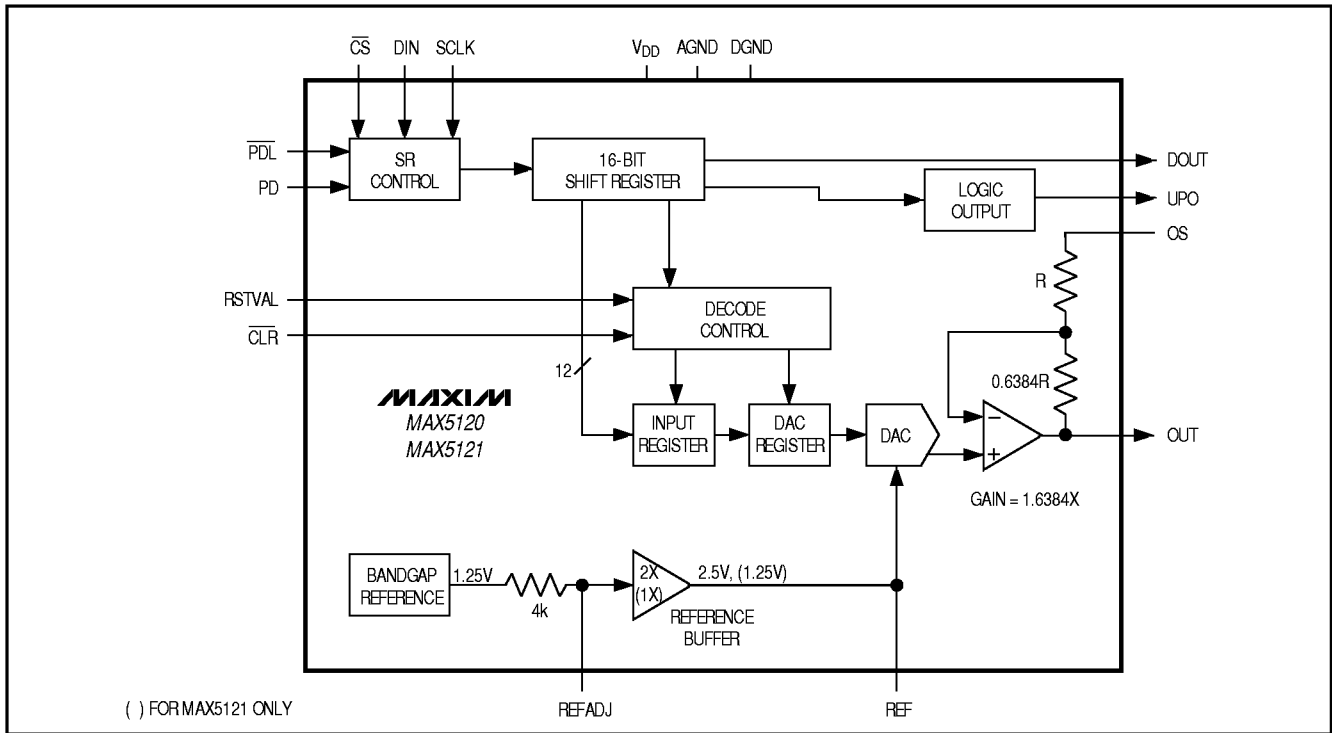 CS DIN SCLK VDD AGND DGND
PDL
PD
SR
CONTROL
16-BIT
SHIFT REGISTER
DOUT
LOGIC
OUTPUT
UPO
OS
R
RSTVAL
CLR
DECODE
CONTROL
12
0.6384R
MAXIM
MAX5120
MAX5121
INPUT
REGISTER
DAC
REGISTER
DAC
−
+
OUT
GAIN = 1.6384X
BANDGAP
REFERENCE
1.25V
4k
2X
(1X)
2.5V, (1.25V)
REFERENCE
BUFFER
( ) FOR MAX5121 ONLY
REFADJ
REF